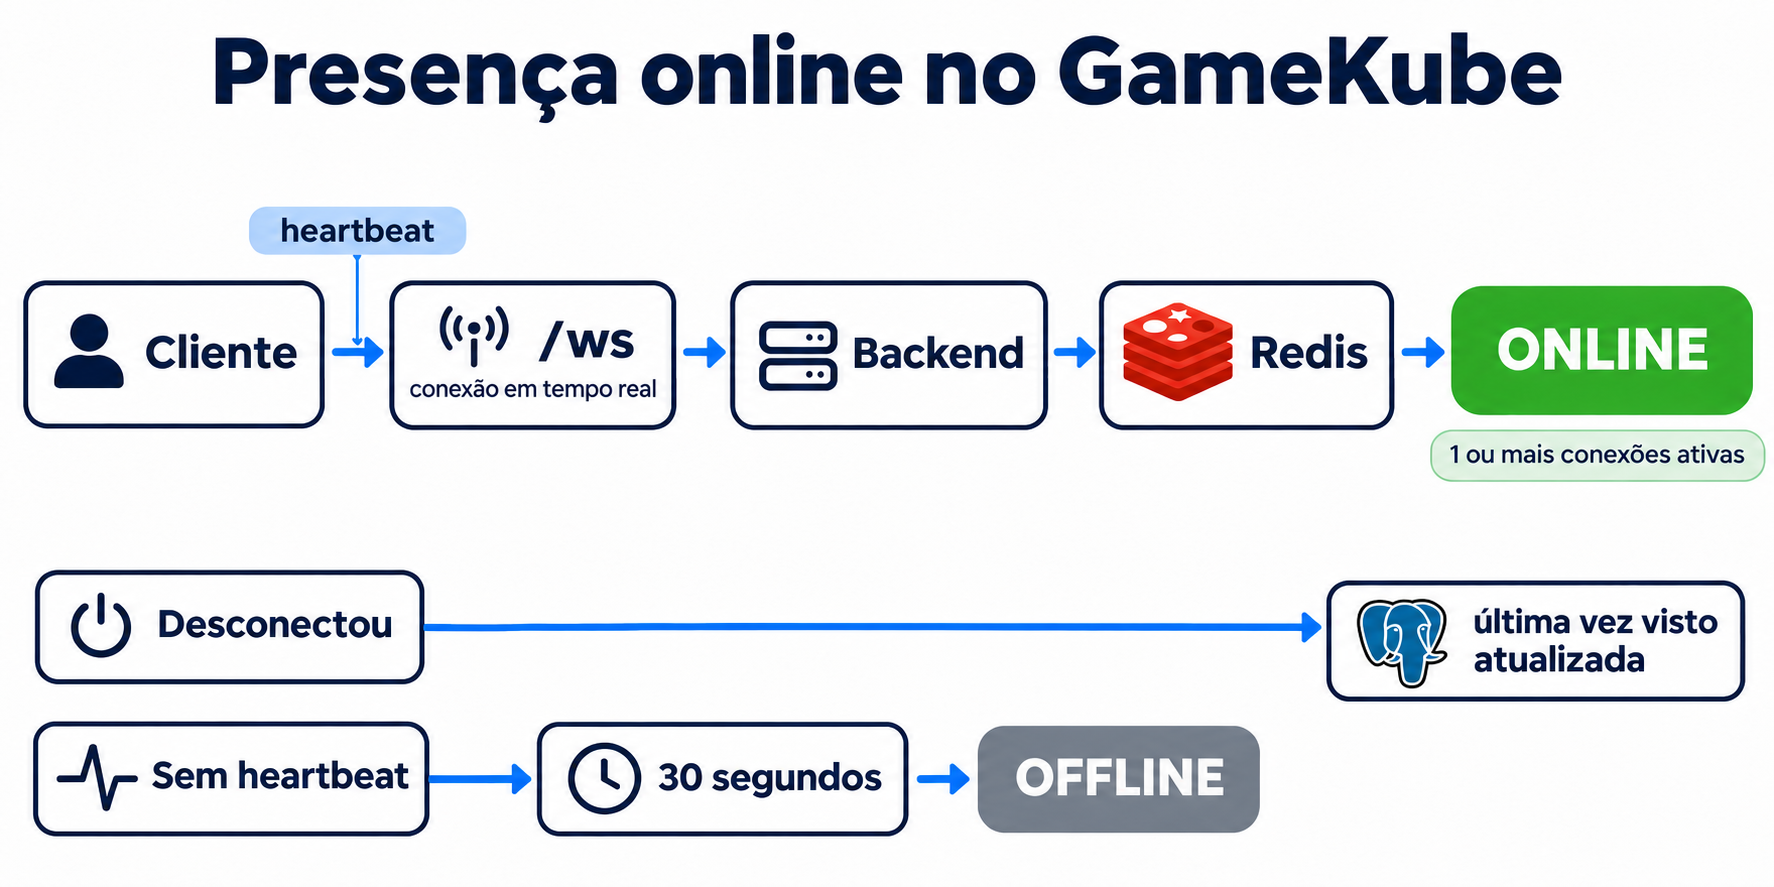 Presença online no GameKube
heartbeat
Cliente
/ws
conexão em tempo real
Backend
Redis
ONLINE
1 ou mais conexões ativas
Desconectou
última vez visto
atualizada
Sem heartbeat
30 segundos
OFFLINE